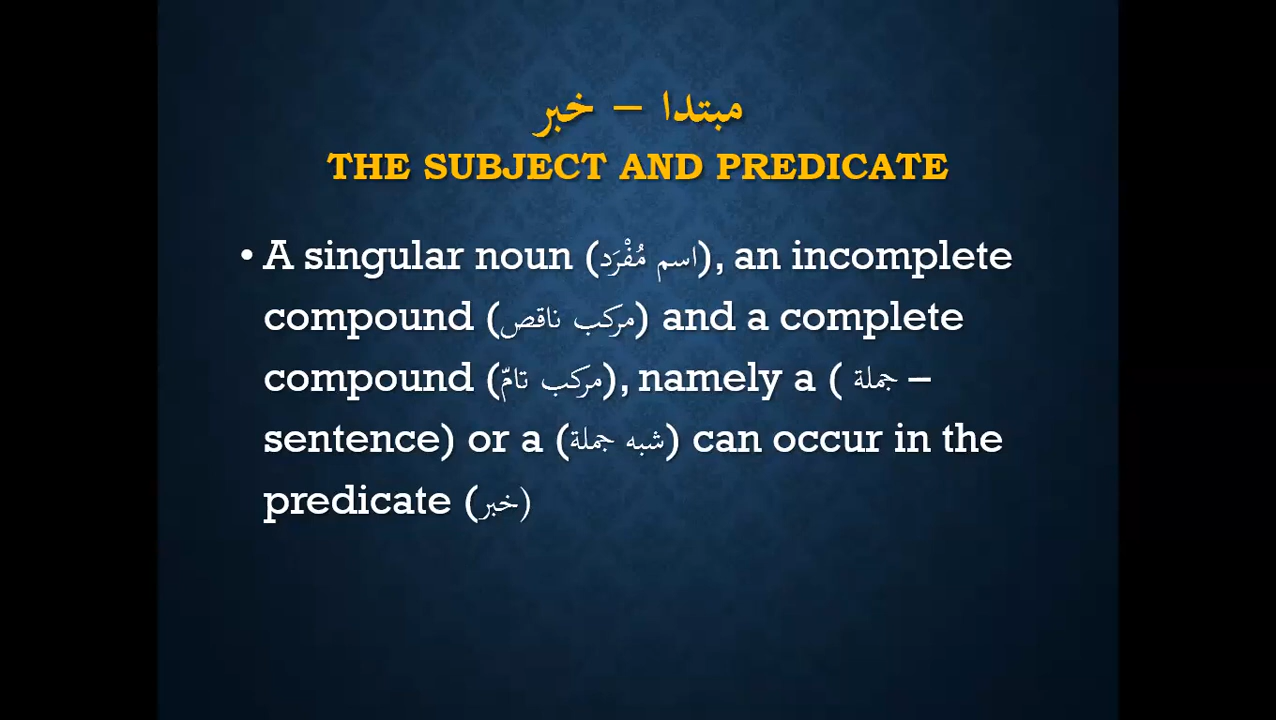 مبتدا – خبر
THE SUBJECT AND PREDICATE
• A singular noun (اسم مُفْرَد), an incomplete
compound (مركب ناقص) and a complete
compound (مركب تامّ), namely a ( جملة –
sentence) or a (شبه جملة) can occur in the
predicate (خبر)